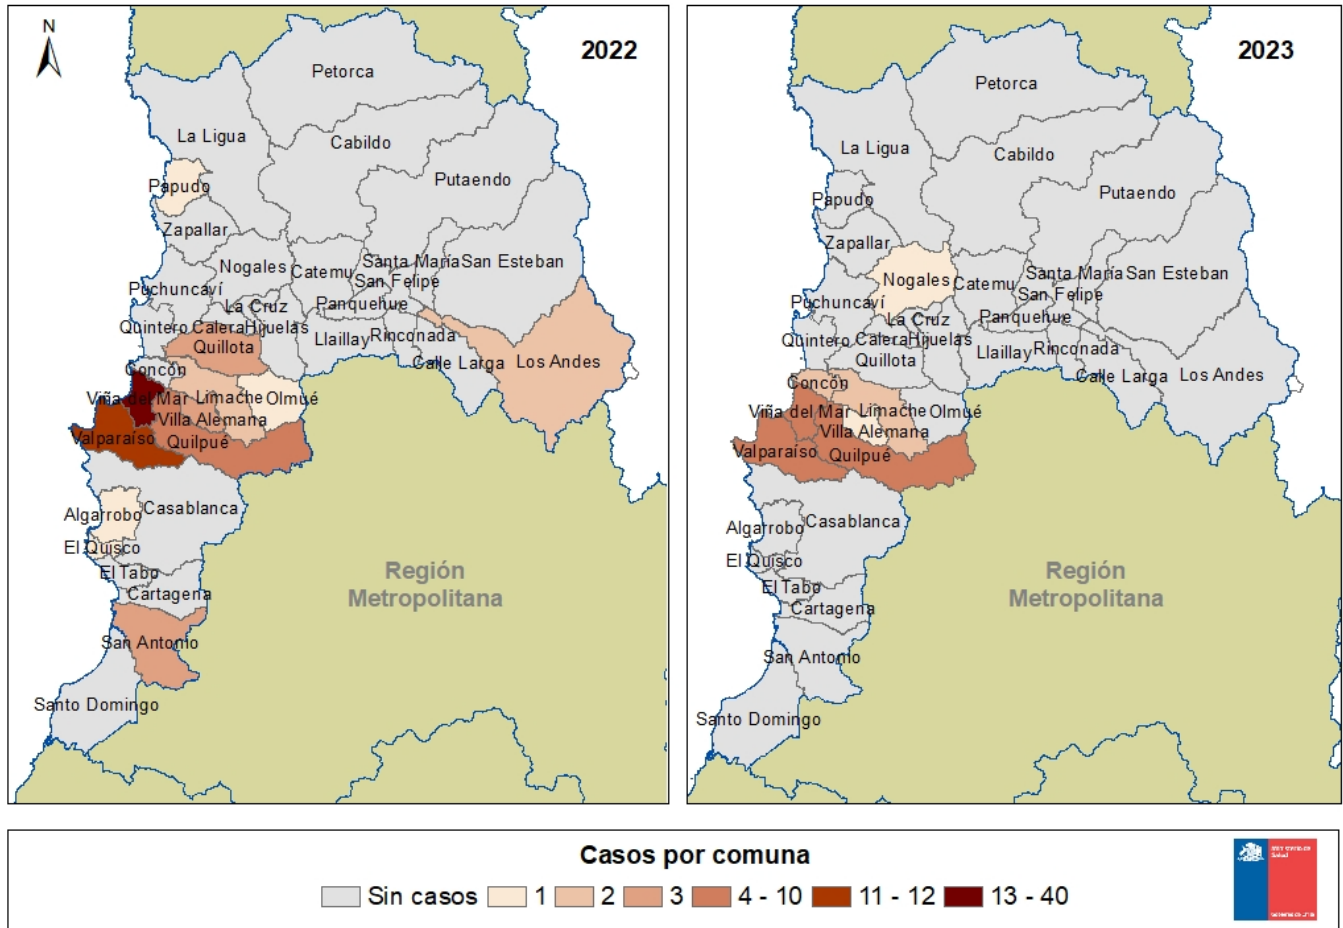 N
2022
Petorca
La Ligua
Cabildo
Papudo
Putaendo
Zapallar
Nogales
Catemu
Santa María
San Esteban
San Felipe
Puchuncaví
La Cruz
Panquehue
Quintero
Calera
Hijuelas
Quillota
Llaillay
Rinconada
Concón
Calle Larga
Los Andes
Viña del Mar
Limache
Olmué
Villa Alemana
Valparaíso
Quilpué
Algarrobo
Casablanca
El Quisco
El Tabo
Cartagena
Región
Metropolitana
San Antonio
Santo Domingo
2023
Petorca
La Ligua
Cabildo
Papudo
Putaendo
Zapallar
Nogales
Catemu
Santa María
San Esteban
San Felipe
Puchuncaví
La Cruz
Panquehue
Quintero
Calera
Hijuelas
Quillota
Llaillay
Rinconada
Concón
Calle Larga
Los Andes
Viña del Mar
Limache
Olmué
Villa Alemana
Valparaíso
Quilpué
Algarrobo
Casablanca
El Quisco
El Tabo
Cartagena
Región
Metropolitana
San Antonio
Santo Domingo
Casos por comuna
Sin casos 1 2 3 4 - 10 11 - 12 13 - 40